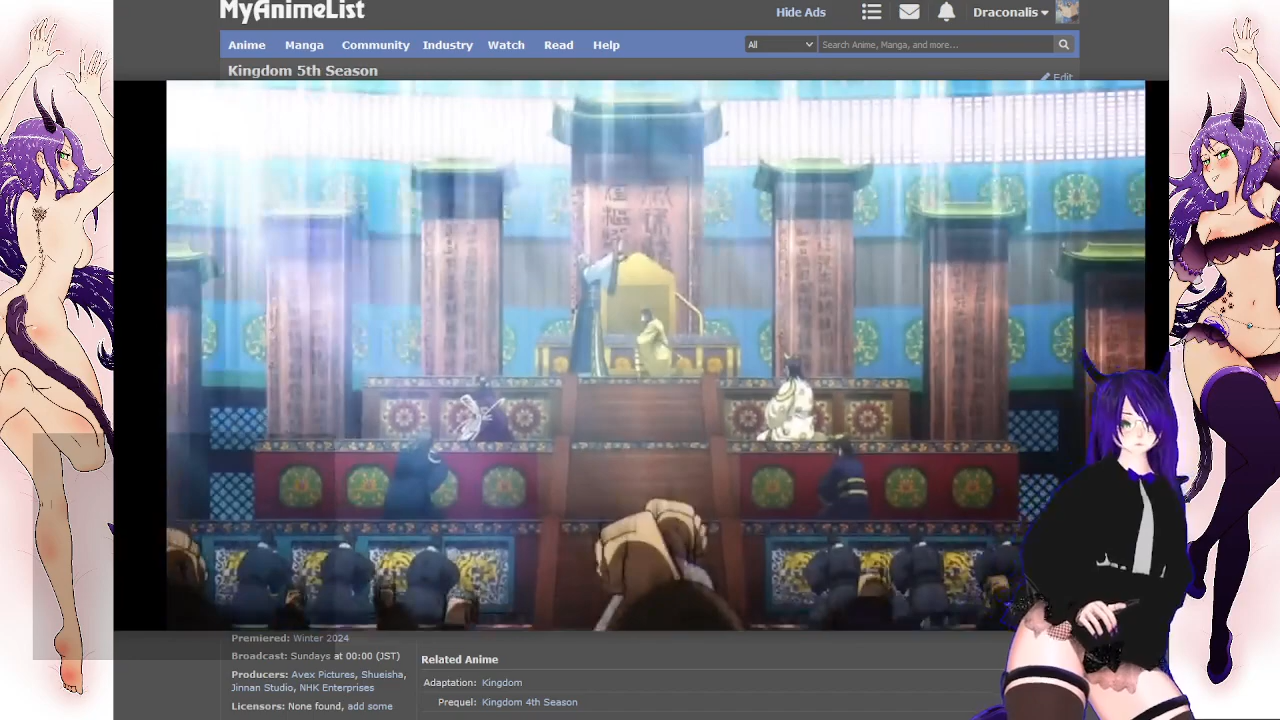 MyAnimeList
Hide Ads
Draconalis
Anime Manga Community Industry Watch Read Help
All
Search Anime, Manga, and more...
Kingdom 5th Season
Edit
Premiered: Winter 2024
Broadcast: Sundays at 00:00 (JST)
Producers: Avex Pictures, Shueisha,
Jinnan Studio, NHK Enterprises
Licensors: None found, add some
Related Anime
Adaptation: Kingdom
Prequel: Kingdom 4th Season